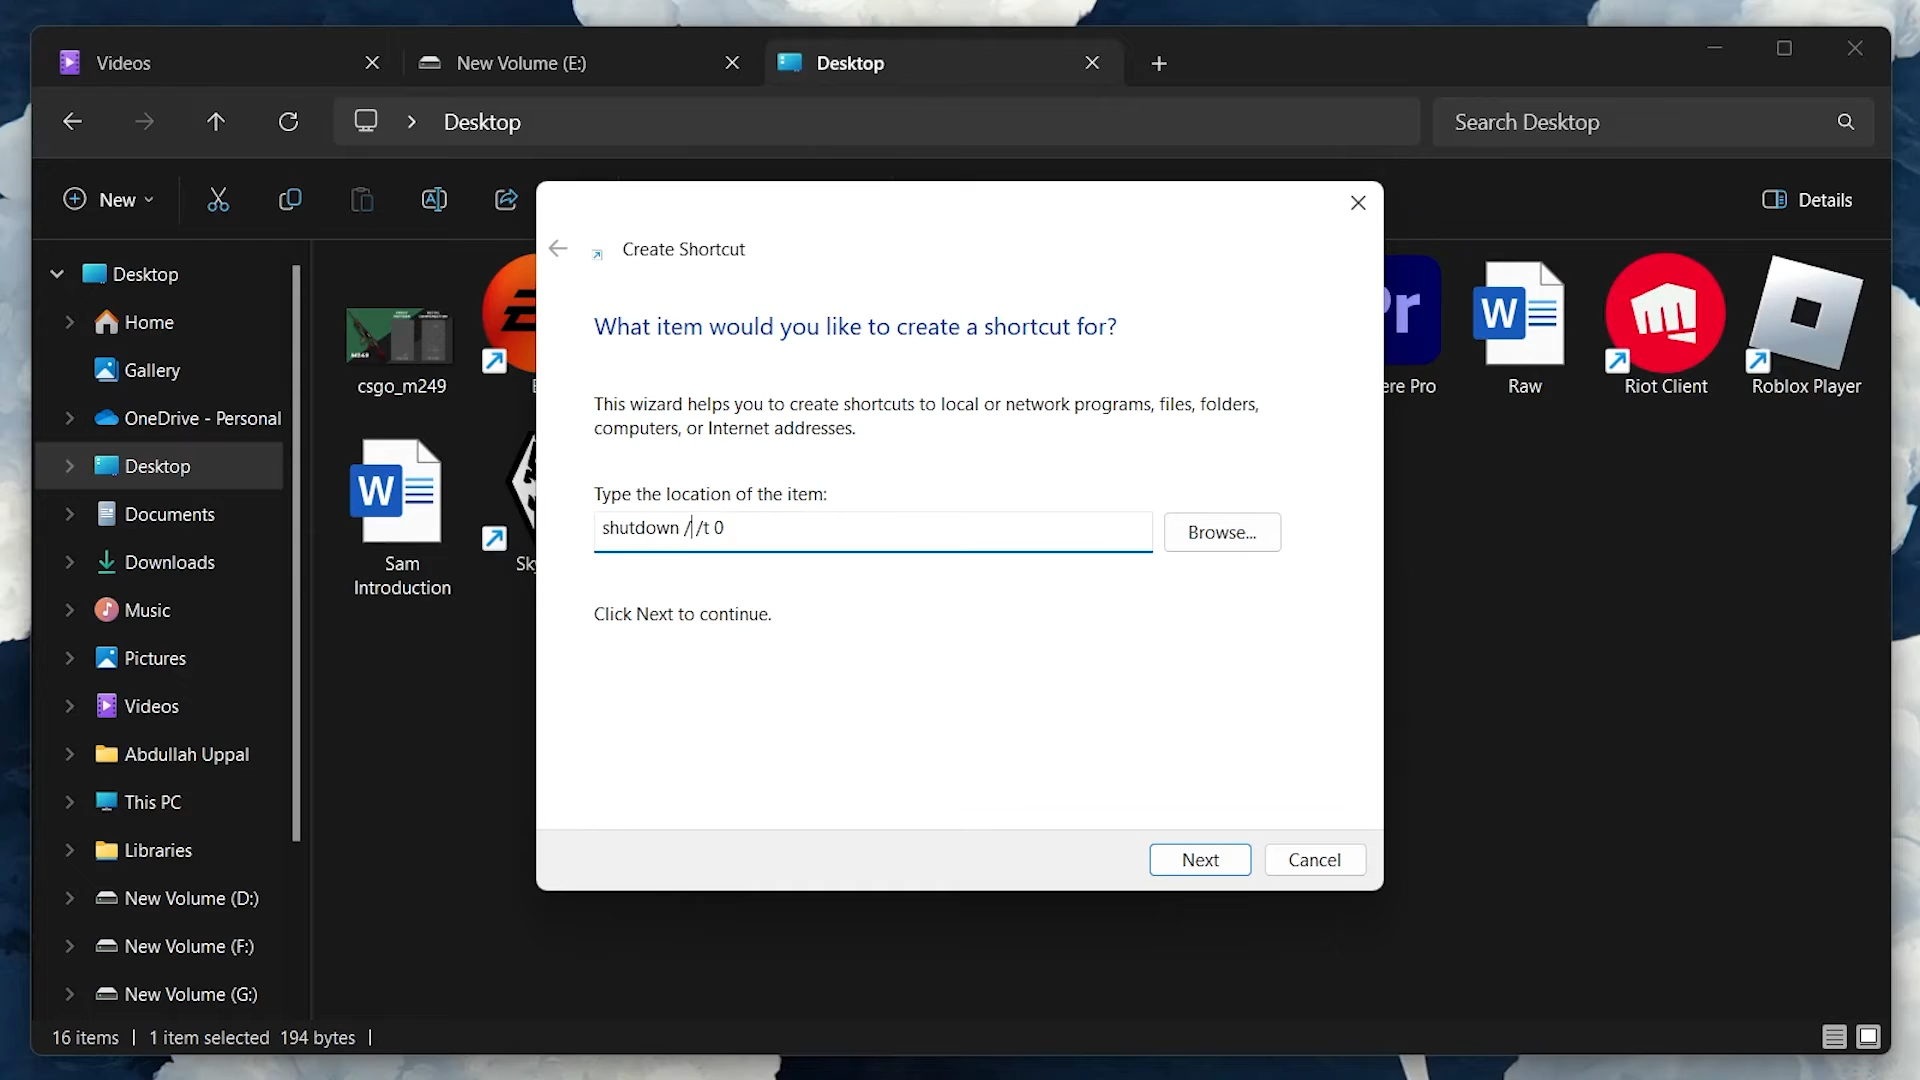 Videos
New Volume (E:)
Desktop
Desktop
Search Desktop
New
Details
Create Shortcut
What item would you like to create a shortcut for?
This wizard helps you to create shortcuts to local or network programs, files, folders,
computers, or Internet addresses.
Type the location of the item:
shutdown / /t 0
Browse...
Click Next to continue.
Next
Cancel
Desktop
Home
Gallery
OneDrive - Personal
Desktop
Documents
Downloads
Music
Pictures
Videos
Abdullah Uppal
This PC
Libraries
New Volume (D:)
New Volume (F:)
New Volume (G:)
csgo_m249
ere Pro
Raw
Riot Client
Roblox Player
Sam
Introduction
16 items
1 item selected 194 bytes